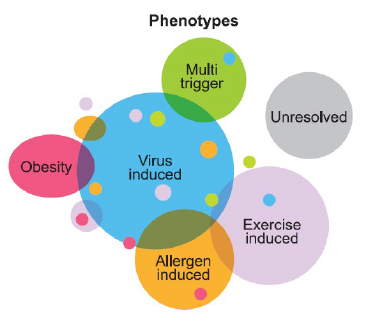 Phenotypes
Multi
trigger
Unresolved
Obesity
Virus
induced
Exercise
induced
Allergen
induced